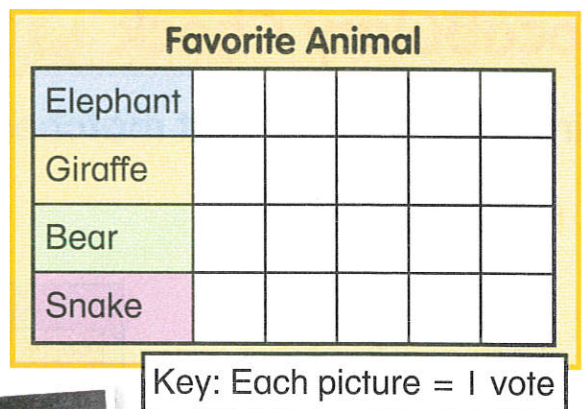 Favorite Animal
Elephant
Giraffe
Bear
Snake
Key: Each picture = 1 vote